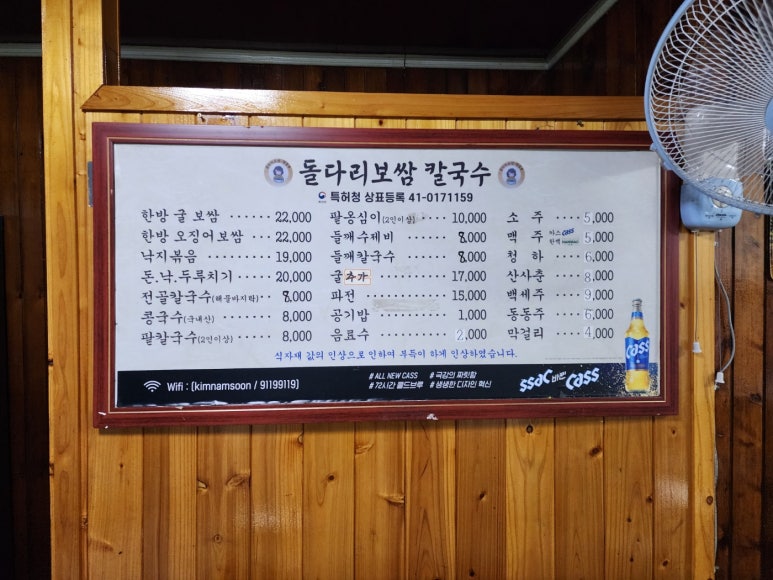 돌다리보쌈 칼국수
특허청 상표등록 41-0171159
한방 굴 보쌈 ······ 22,000
한방 오징어보쌈 ··· 22,000
낙지볶음 ········· 19,000
돈.낙.두루치기 ····· 20,000
전골칼국수(해물바지락) ·· 8,000
콩국수(국내산) ······ 8,000
팥칼국수(2인이상) ···· 8,000
팥옹심이(2인이상) 10,000
들깨수제비 ······ 8,000
들깨칼국수 ······ 8,000
굴추가 ········ 17,000
파전 ········· 15,000
공기밥 ········ 1,000
음료수 ········ 2,000
소 주 ···· 5,000
맥 주 카스 Cass 한맥 ···· 5,000
청 하 ···· 6,000
산사춘 ···· 8,000
백세주 ···· 9,000
동동주 ···· 6,000
막걸리 ···· 4,000
식자재 값의 인상으로 인하여 부득이 하게 인상하였습니다.
Wifi : (kimnamsoon / 91199119)
# ALL NEW CASS # 극강의 짜릿함
# 72시간 콜드브루 # 생생한 디자인 혁신
ssac 바뀐 Cass
Cass